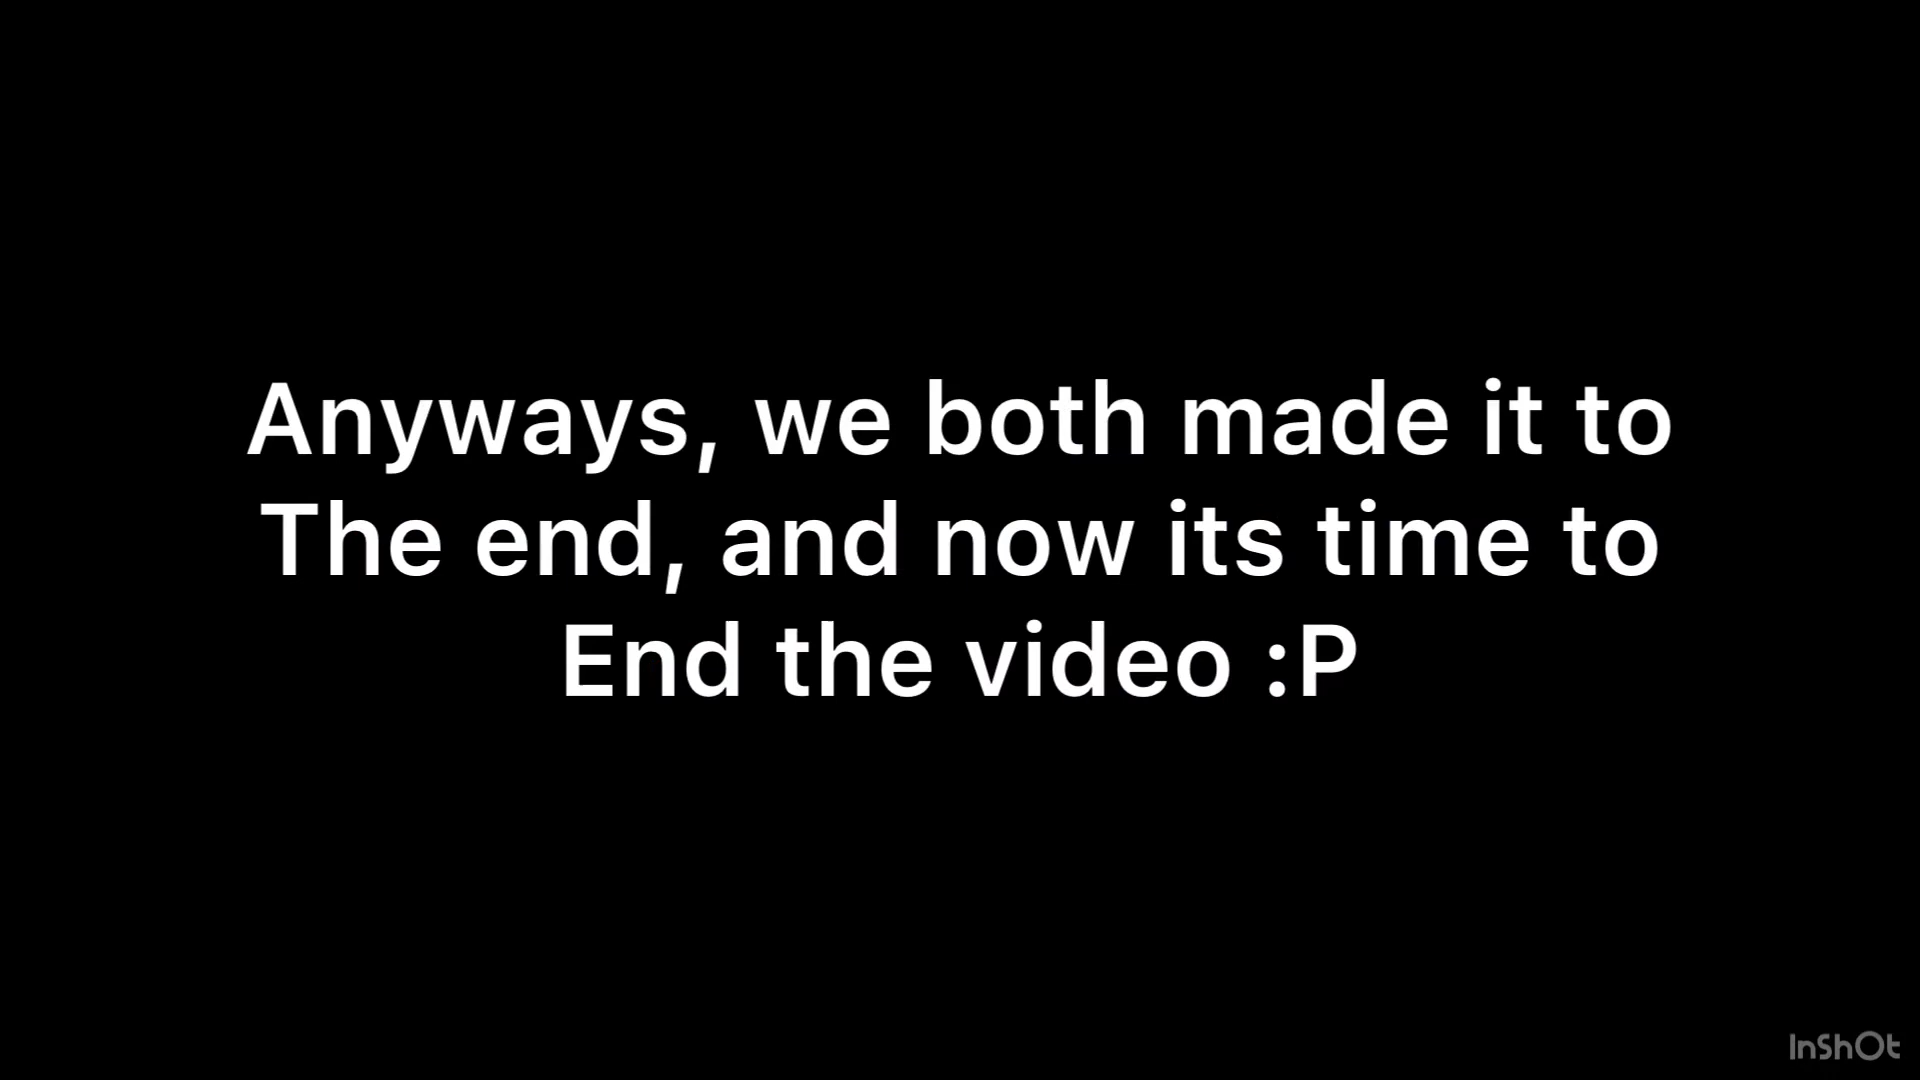 Anyways, we both made it to
The end, and now its time to
End the video :P
InShOt